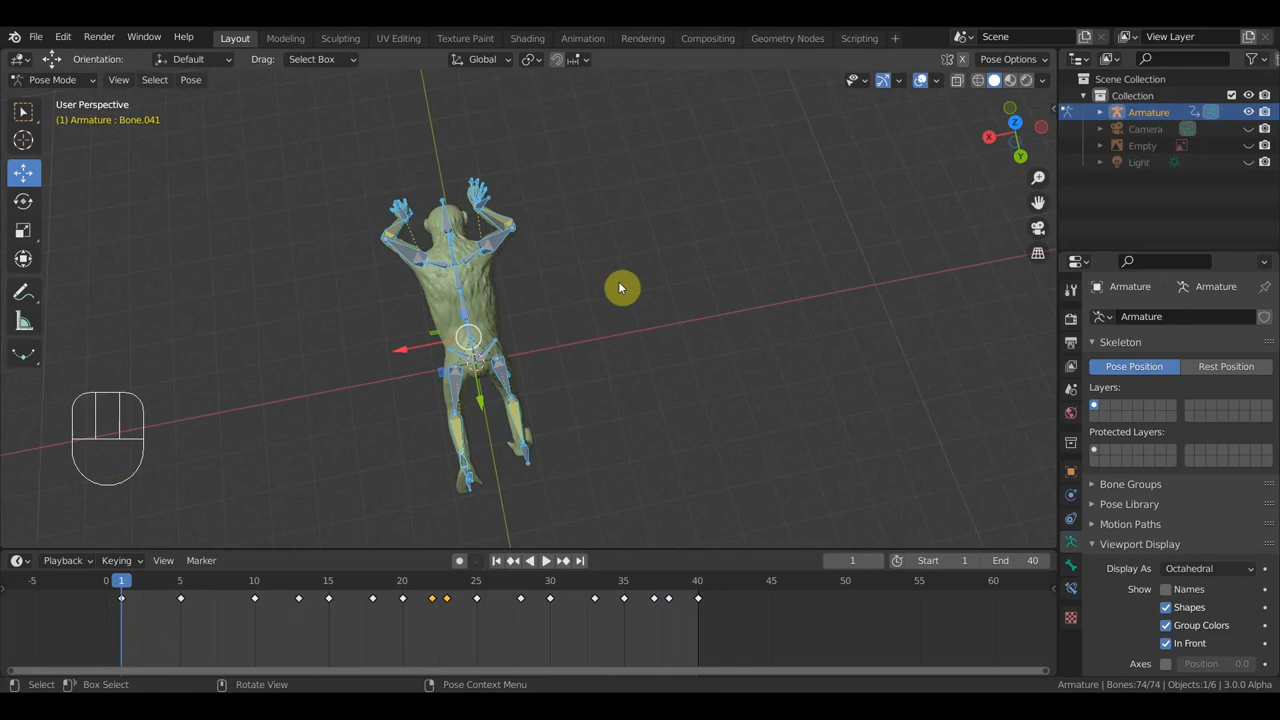 File Edit Render Window Help Layout Modeling Sculpting UV Editing Texture Paint Shading Animation Rendering Compositing Geometry Nodes Scripting + Scene View Layer
Orientation: Default Drag: Select Box Global X Pose Options
Pose Mode View Select Pose
Scene Collection
Collection
Armature
Camera
Empty
Light
User Perspective
(1) Armature : Bone.041
X
Y
Z
Armature Armature
Armature
Skeleton
Pose Position Rest Position
Layers:
Protected Layers:
Bone Groups
Pose Library
Motion Paths
Viewport Display
Display As Octahedral
Names
Shapes
Group Colors
In Front
Axes Position 0.0
Playback Keying View Marker 1 Start 1 End 40
-5 0 1 5 10 15 20 25 30 35 40 45 50 55 60
Select Box Select Rotate View Pose Context Menu Armature | Bones:74/74 | Objects:1/6 | 3.0.0 Alpha